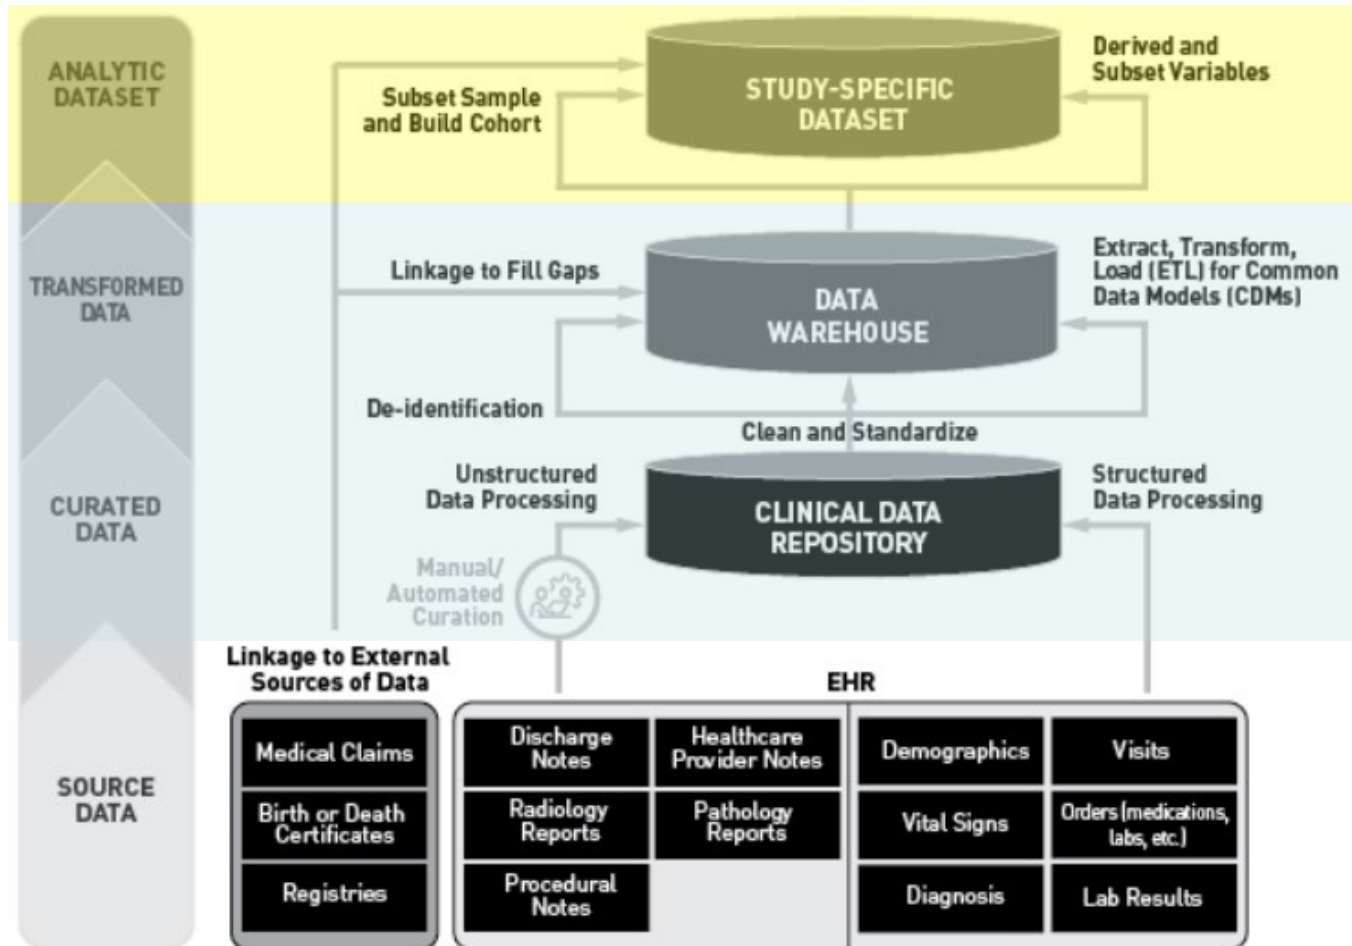 ANALYTIC
DATASET
Subset Sample
and Build Cohort
STUDY-SPECIFIC
DATASET
Derived and
Subset Variables
TRANSFORMED
DATA
Linkage to Fill Gaps
DATA
WAREHOUSE
Extract, Transform,
Load (ETL) for Common
Data Models (CDMs)
De-identification
Clean and Standardize
CURATED
DATA
Unstructured
Data Processing
CLINICAL DATA
REPOSITORY
Structured
Data Processing
Manual/
Automated
Curation
SOURCE
DATA
Linkage to External
Sources of Data
Medical Claims
Birth or Death
Certificates
Registries
EHR
Discharge
Notes
Healthcare
Provider Notes
Radiology
Reports
Pathology
Reports
Procedural
Notes
Demographics
Visits
Vital Signs
Orders (medications,
labs, etc.)
Diagnosis
Lab Results